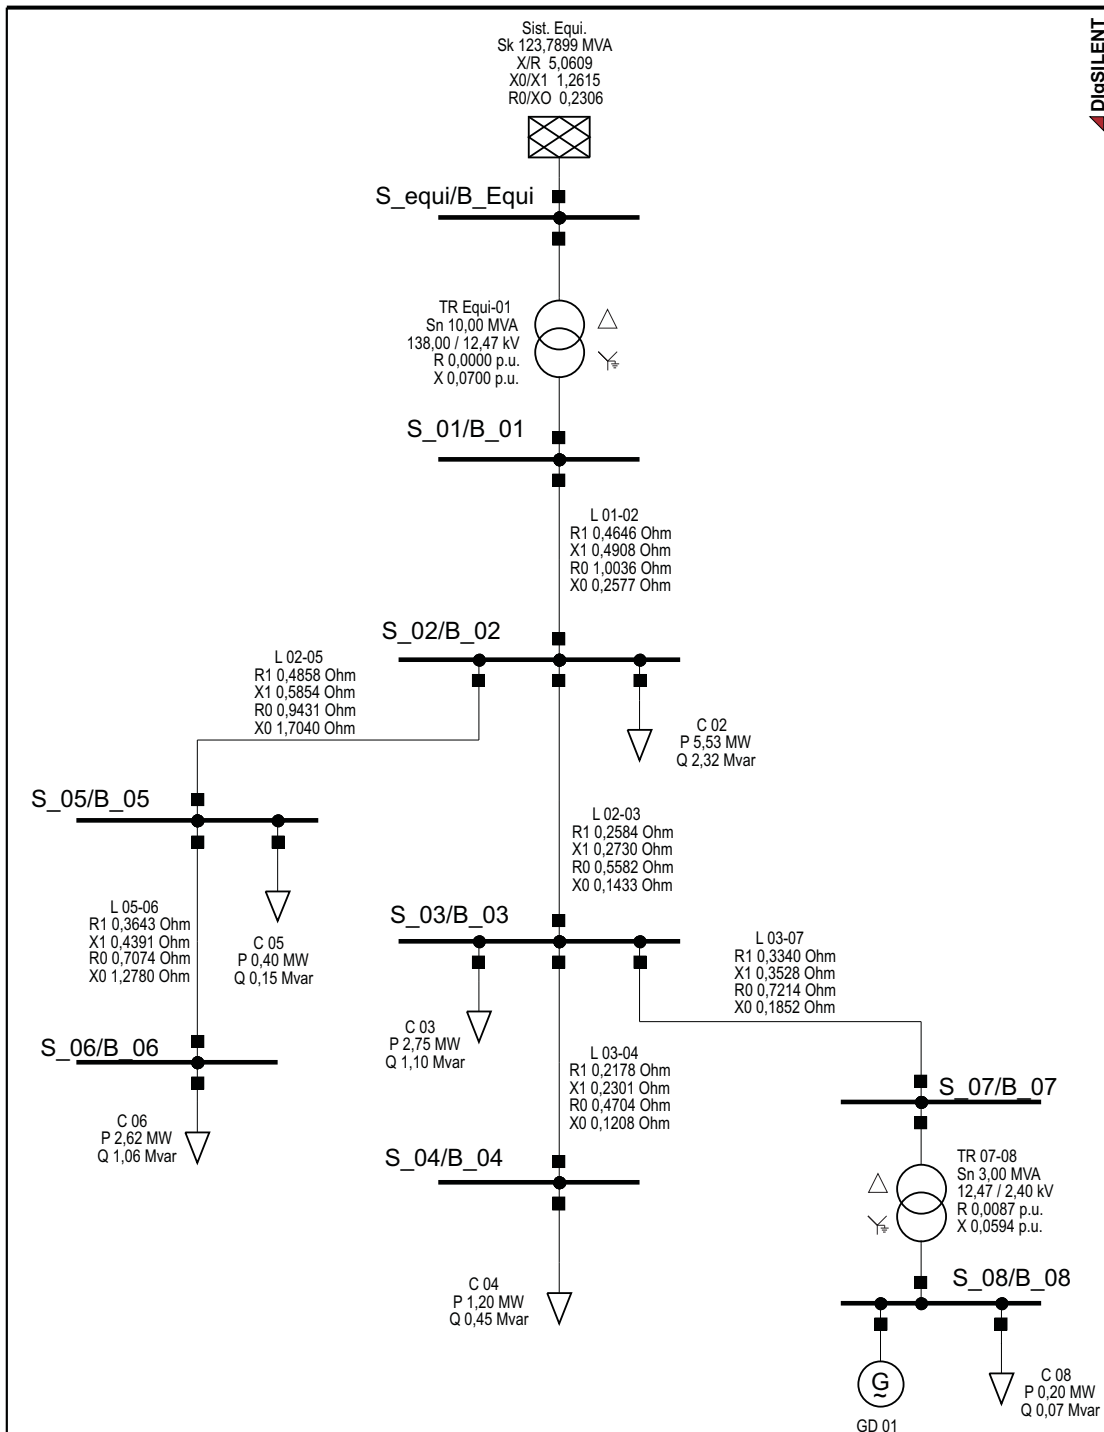 Sist. Equi.
Sk 123,7899 MVA
X/R 5,0609
X0/X1 1,2615
R0/XO 0,2306
DIgSILENT
S_equi/B_Equi
TR Equi-01
Sn 10,00 MVA
138,00 / 12,47 kV
R 0,0000 p.u.
X 0,0700 p.u.
S_01/B_01
L 01-02
R1 0,4646 Ohm
X1 0,4908 Ohm
R0 1,0036 Ohm
X0 0,2577 Ohm
S_02/B_02
L 02-05
R1 0,4858 Ohm
X1 0,5854 Ohm
R0 0,9431 Ohm
X0 1,7040 Ohm
C 02
P 5,53 MW
Q 2,32 Mvar
S_05/B_05
L 02-03
R1 0,2584 Ohm
X1 0,2730 Ohm
R0 0,5582 Ohm
X0 0,1433 Ohm
L 05-06
R1 0,3643 Ohm
X1 0,4391 Ohm
R0 0,7074 Ohm
X0 1,2780 Ohm
C 05
P 0,40 MW
Q 0,15 Mvar
S_03/B_03
L 03-07
R1 0,3340 Ohm
X1 0,3528 Ohm
R0 0,7214 Ohm
X0 0,1852 Ohm
C 03
P 2,75 MW
Q 1,10 Mvar
S_06/B_06
L 03-04
R1 0,2178 Ohm
X1 0,2301 Ohm
R0 0,4704 Ohm
X0 0,1208 Ohm
S_07/B_07
C 06
P 2,62 MW
Q 1,06 Mvar
S_04/B_04
TR 07-08
Sn 3,00 MVA
12,47 / 2,40 kV
R 0,0087 p.u.
X 0,0594 p.u.
C 04
P 1,20 MW
Q 0,45 Mvar
S_08/B_08
G
~
GD 01
C 08
P 0,20 MW
Q 0,07 Mvar